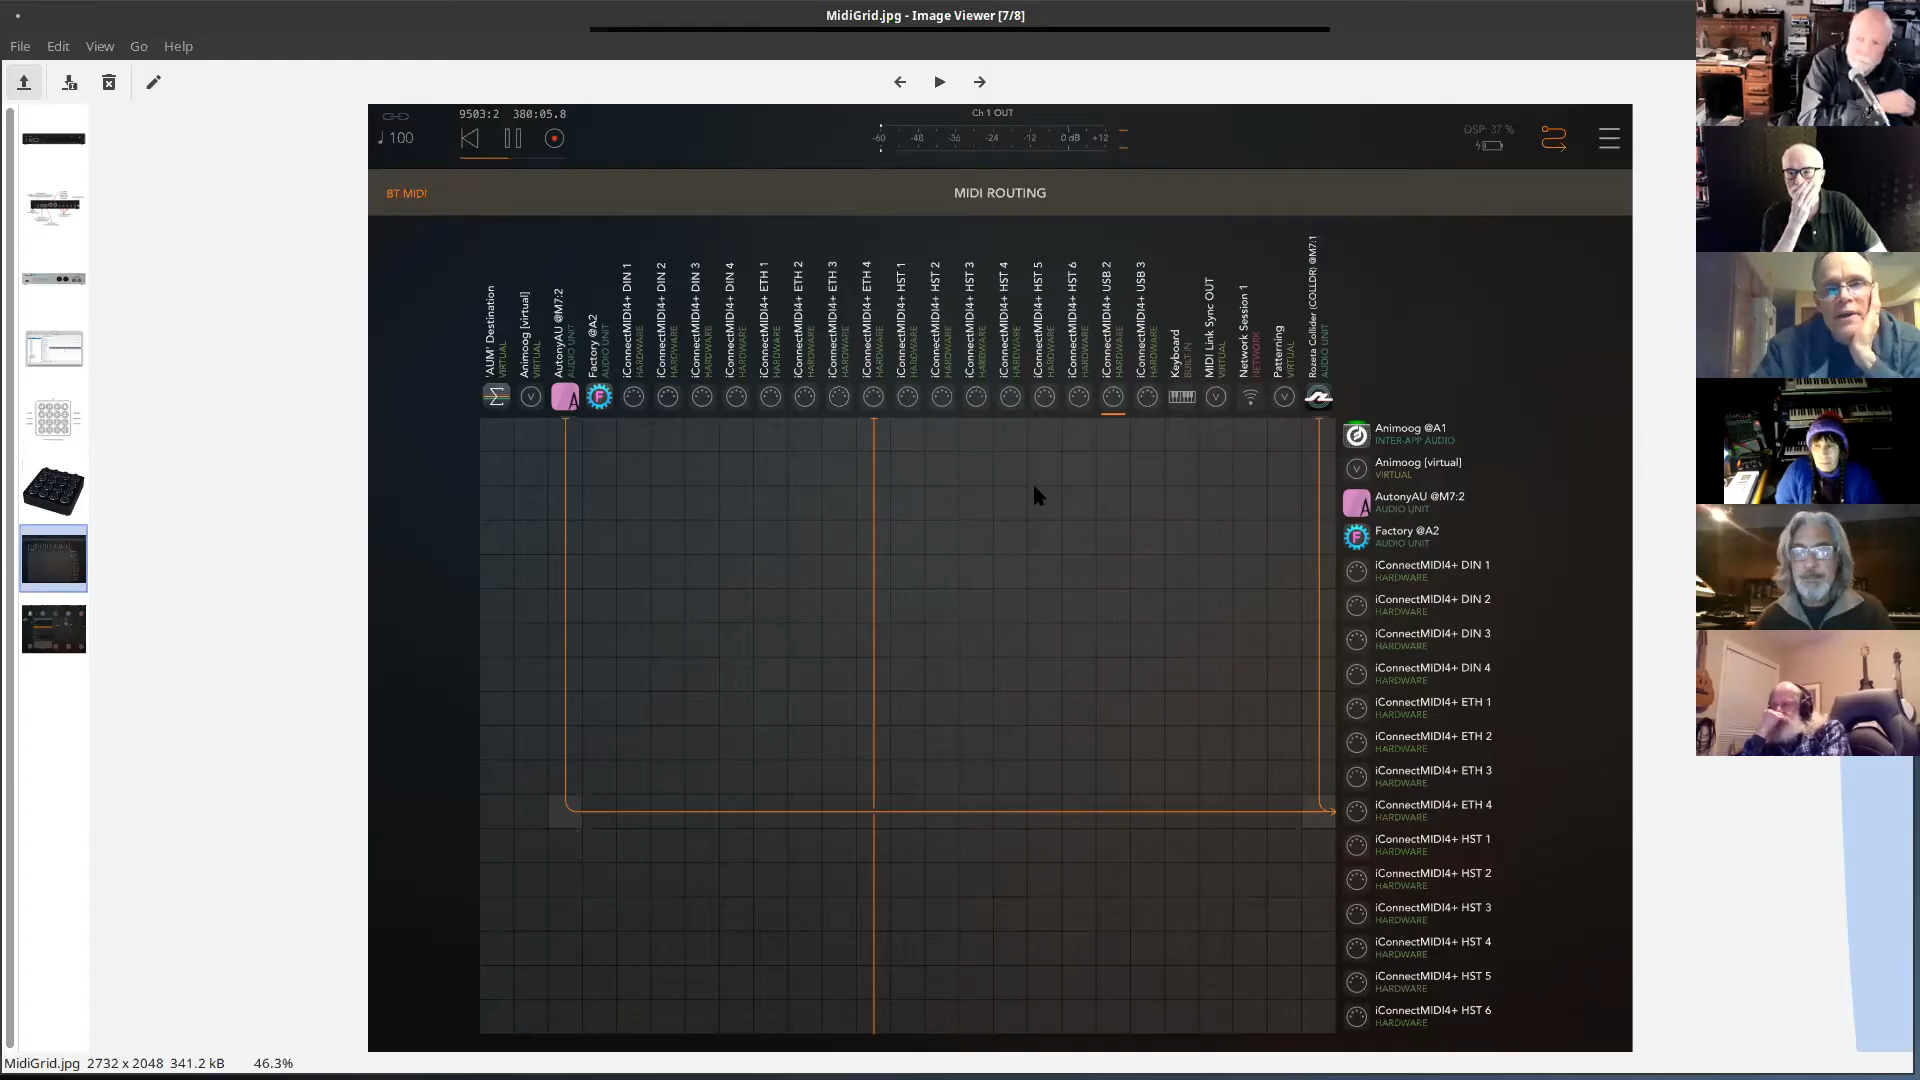 MidiGrid.jpg - Image Viewer [7/8]
File Edit View Go Help
9503:2 380:05.8
♩ 100
Ch 1 OUT
-60 -48 -36 -24 -12 0 dB +12
DSP: 37 %
BT MIDI
MIDI ROUTING
'AUM' Destination
VIRTUAL
Animoog [virtual]
VIRTUAL
AutonyAU @M7:2
AUDIO UNIT
Factory @A2
AUDIO UNIT
iConnectMIDI4+ DIN 1
HARDWARE
iConnectMIDI4+ DIN 2
HARDWARE
iConnectMIDI4+ DIN 3
HARDWARE
iConnectMIDI4+ DIN 4
HARDWARE
iConnectMIDI4+ ETH 1
HARDWARE
iConnectMIDI4+ ETH 2
HARDWARE
iConnectMIDI4+ ETH 3
HARDWARE
iConnectMIDI4+ ETH 4
HARDWARE
iConnectMIDI4+ HST 1
HARDWARE
iConnectMIDI4+ HST 2
HARDWARE
iConnectMIDI4+ HST 3
HARDWARE
iConnectMIDI4+ HST 4
HARDWARE
iConnectMIDI4+ HST 5
HARDWARE
iConnectMIDI4+ HST 6
HARDWARE
iConnectMIDI4+ USB 2
HARDWARE
iConnectMIDI4+ USB 3
HARDWARE
Keyboard
BUILT-IN
MIDI Link Sync OUT
VIRTUAL
Network Session 1
NETWORK
Patterning
VIRTUAL
Rozeta Collider (COLLDR) @M7:1
AUDIO UNIT
Animoog @A1
INTER-APP AUDIO
Animoog [virtual]
VIRTUAL
AutonyAU @M7:2
AUDIO UNIT
Factory @A2
AUDIO UNIT
iConnectMIDI4+ DIN 1
HARDWARE
iConnectMIDI4+ DIN 2
HARDWARE
iConnectMIDI4+ DIN 3
HARDWARE
iConnectMIDI4+ DIN 4
HARDWARE
iConnectMIDI4+ ETH 1
HARDWARE
iConnectMIDI4+ ETH 2
HARDWARE
iConnectMIDI4+ ETH 3
HARDWARE
iConnectMIDI4+ ETH 4
HARDWARE
iConnectMIDI4+ HST 1
HARDWARE
iConnectMIDI4+ HST 2
HARDWARE
iConnectMIDI4+ HST 3
HARDWARE
iConnectMIDI4+ HST 4
HARDWARE
iConnectMIDI4+ HST 5
HARDWARE
iConnectMIDI4+ HST 6
HARDWARE
MidiGrid.jpg 2732 x 2048 341.2 kB 46.3%